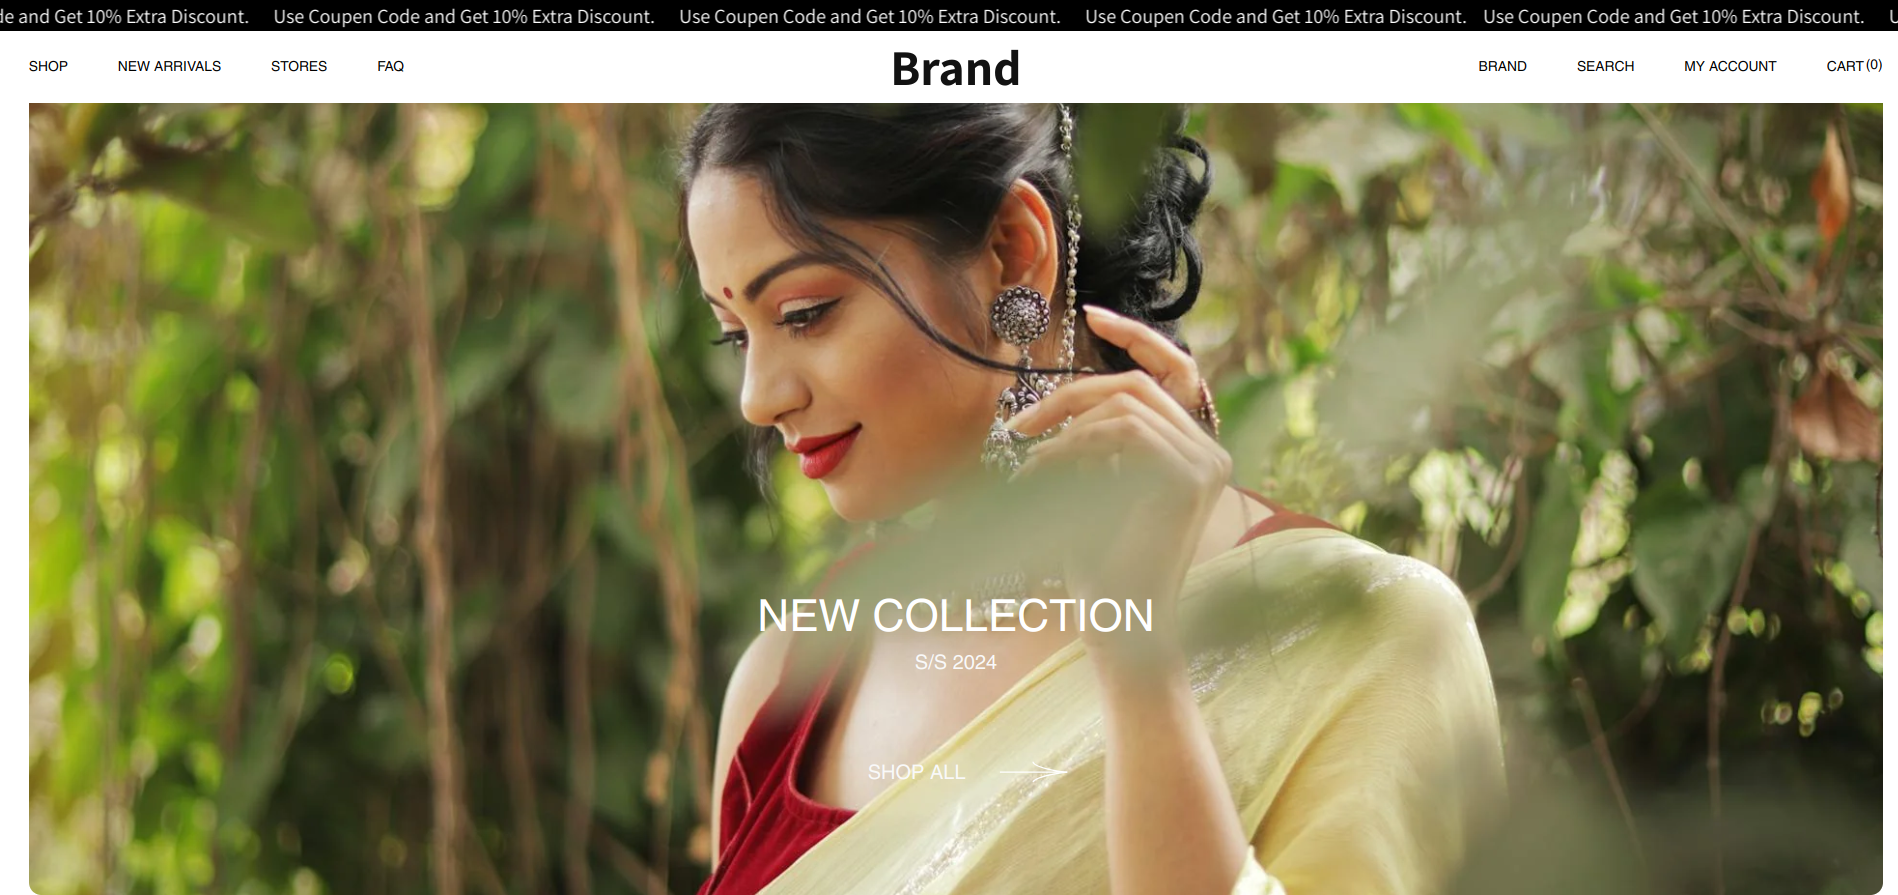 de and Get 10% Extra Discount. Use Coupen Code and Get 10% Extra Discount. Use Coupen Code and Get 10% Extra Discount. Use Coupen Code and Get 10% Extra Discount. Use Coupen Code and Get 10% Extra Discount. U
SHOP NEW ARRIVALS STORES FAQ Brand BRAND SEARCH MY ACCOUNT CART(0)
NEW COLLECTION
S/S 2024
SHOP ALL